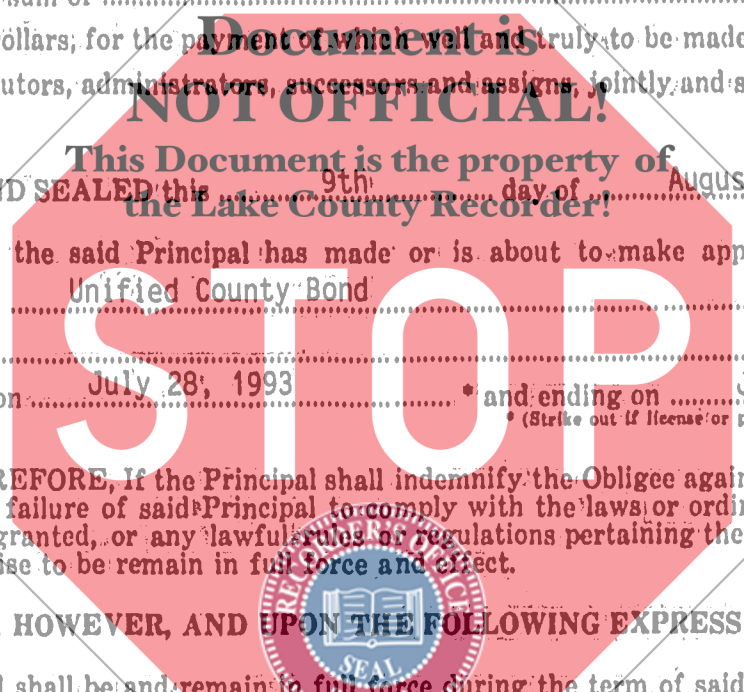 ollars, for the payment of which well and truly to be made
Document is
utors, administrators, successors and assigns, jointly and s
NOT OFFICIAL!
This Document is the property of
D SEALED this 9th day of Augus
the Lake County Recorder!
the said Principal has made or is about to make app
Unified County Bond
STOP
on July 28, 1993 * and ending on
* (Strike out if license or p
REFORE, If the Principal shall indemnify the Obligee again
failure of said Principal to comply with the laws or ordi
granted, or any lawful rules or regulations pertaining the
ise to be remain in full force and effect.
RECORDER'S OFFICE
HOWEVER, AND UPON THE FOLLOWING EXPRESS
SEAL
shall be and remain in full force during the term of said